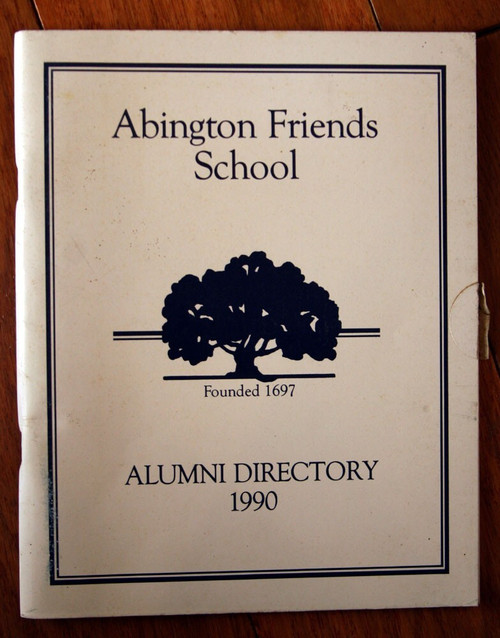 Abington Friends
School
Founded 1697
ALUMNI DIRECTORY
1990